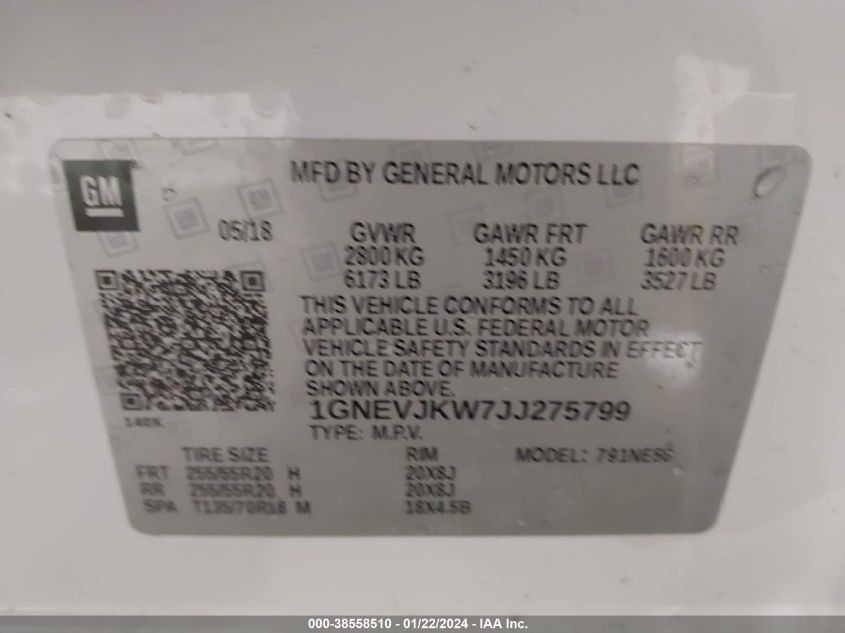 GM
MFD BY GENERAL MOTORS LLC
05/18 GVWR GAWR FRT GAWR RR
2800 KG 1450 KG 1600 KG
6173 LB 3196 LB 3527 LB
THIS VEHICLE CONFORMS TO ALL
APPLICABLE U.S. FEDERAL MOTOR
VEHICLE SAFETY STANDARDS IN EFFECT
ON THE DATE OF MANUFACTURE
SHOWN ABOVE.
1GNEVJKW7JJ275799
140X
TYPE: M.P.V.
TIRE SIZE RIM MODEL: 791NE56
FRT 255/55R20 H 20X8J
RR 255/55R20 H 20X8J
SPA T135/70R18 M 18X4.5B
000-38558510 - 01/22/2024 - IAA Inc.